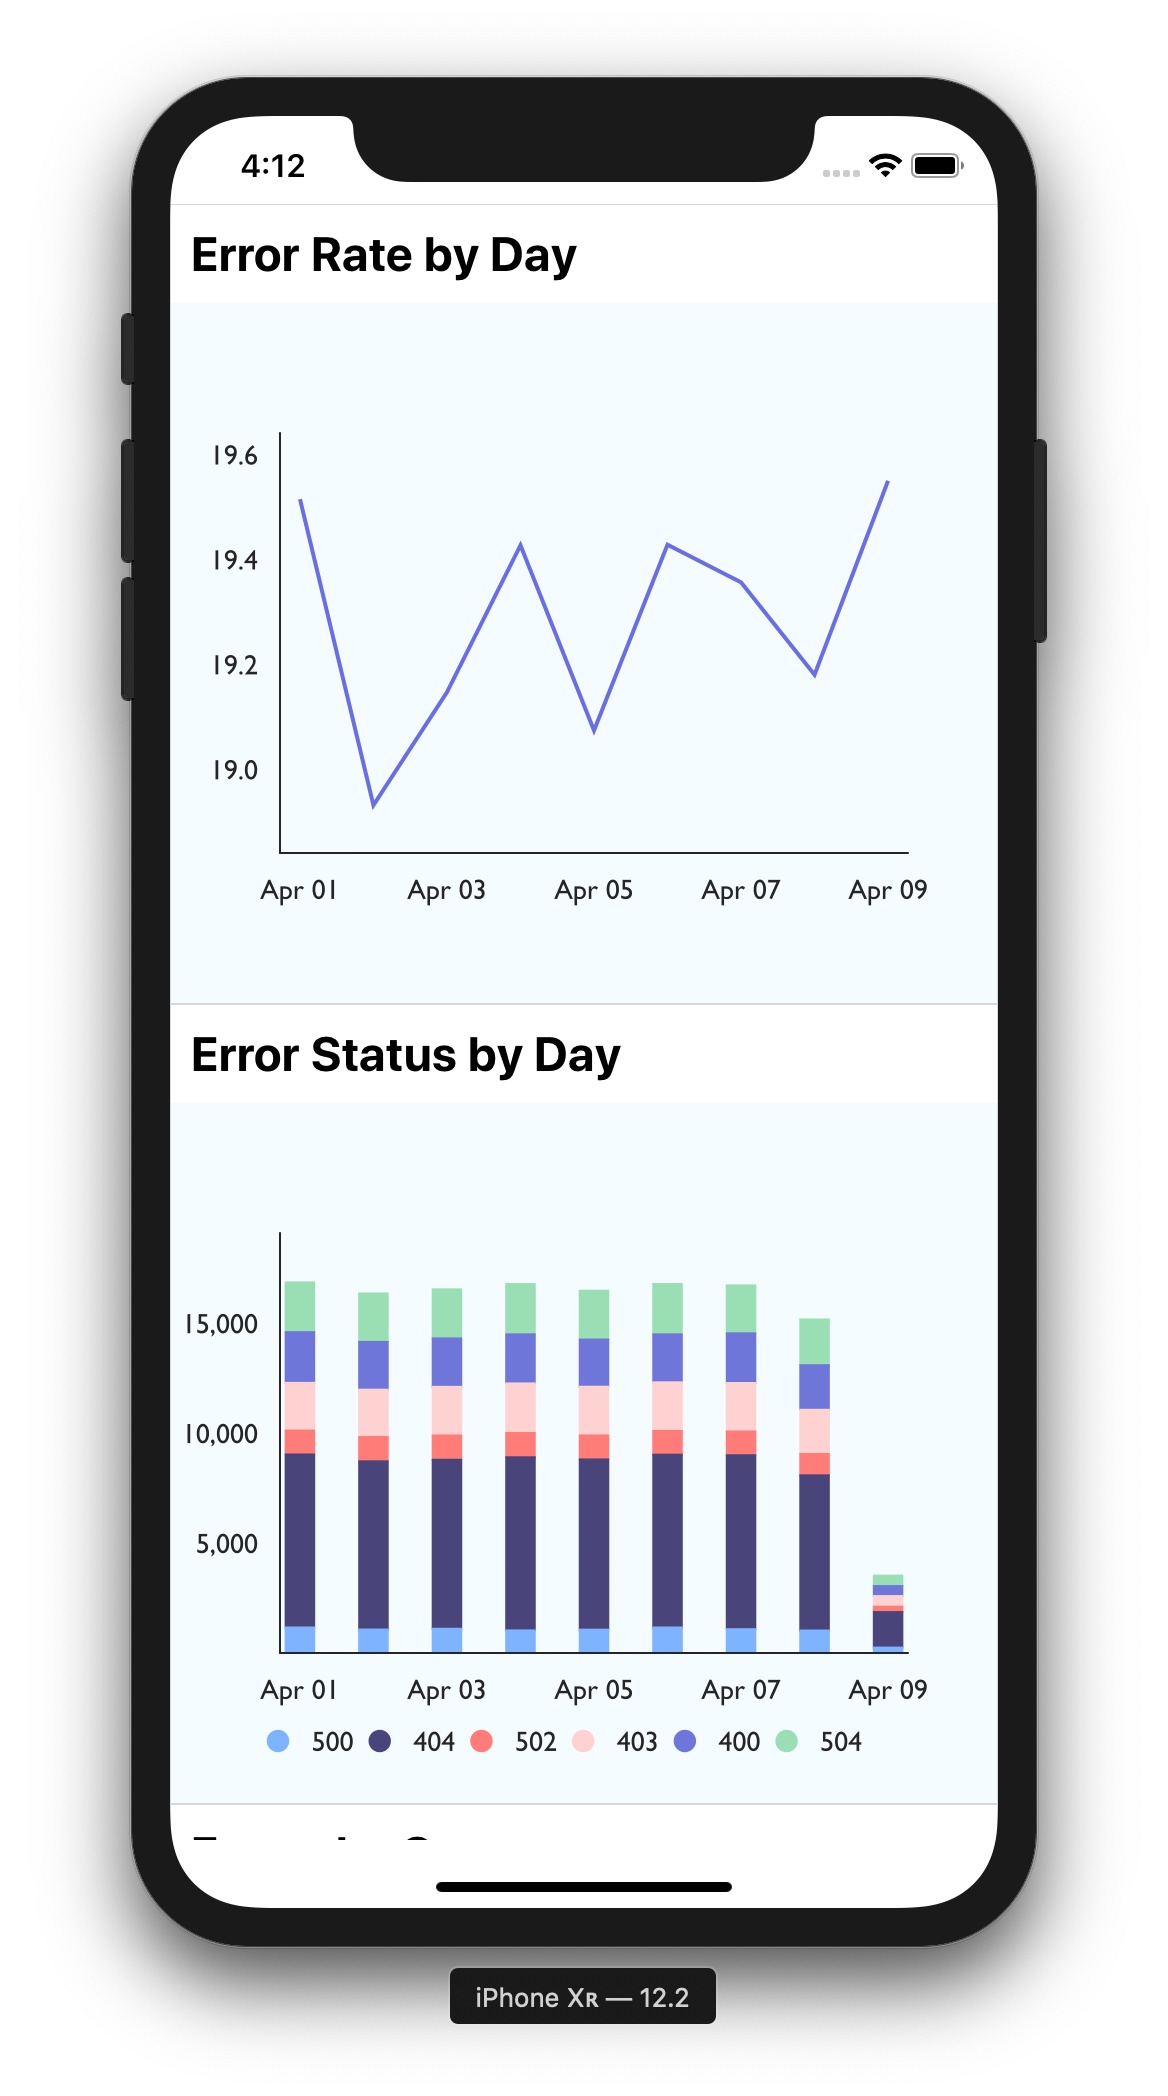 4:12
Error Rate by Day
19.6
19.4
19.2
19.0
Apr 01 Apr 03 Apr 05 Apr 07 Apr 09
Error Status by Day
15,000
10,000
5,000
Apr 01 Apr 03 Apr 05 Apr 07 Apr 09
500 404 502 403 400 504
iPhone XR — 12.2